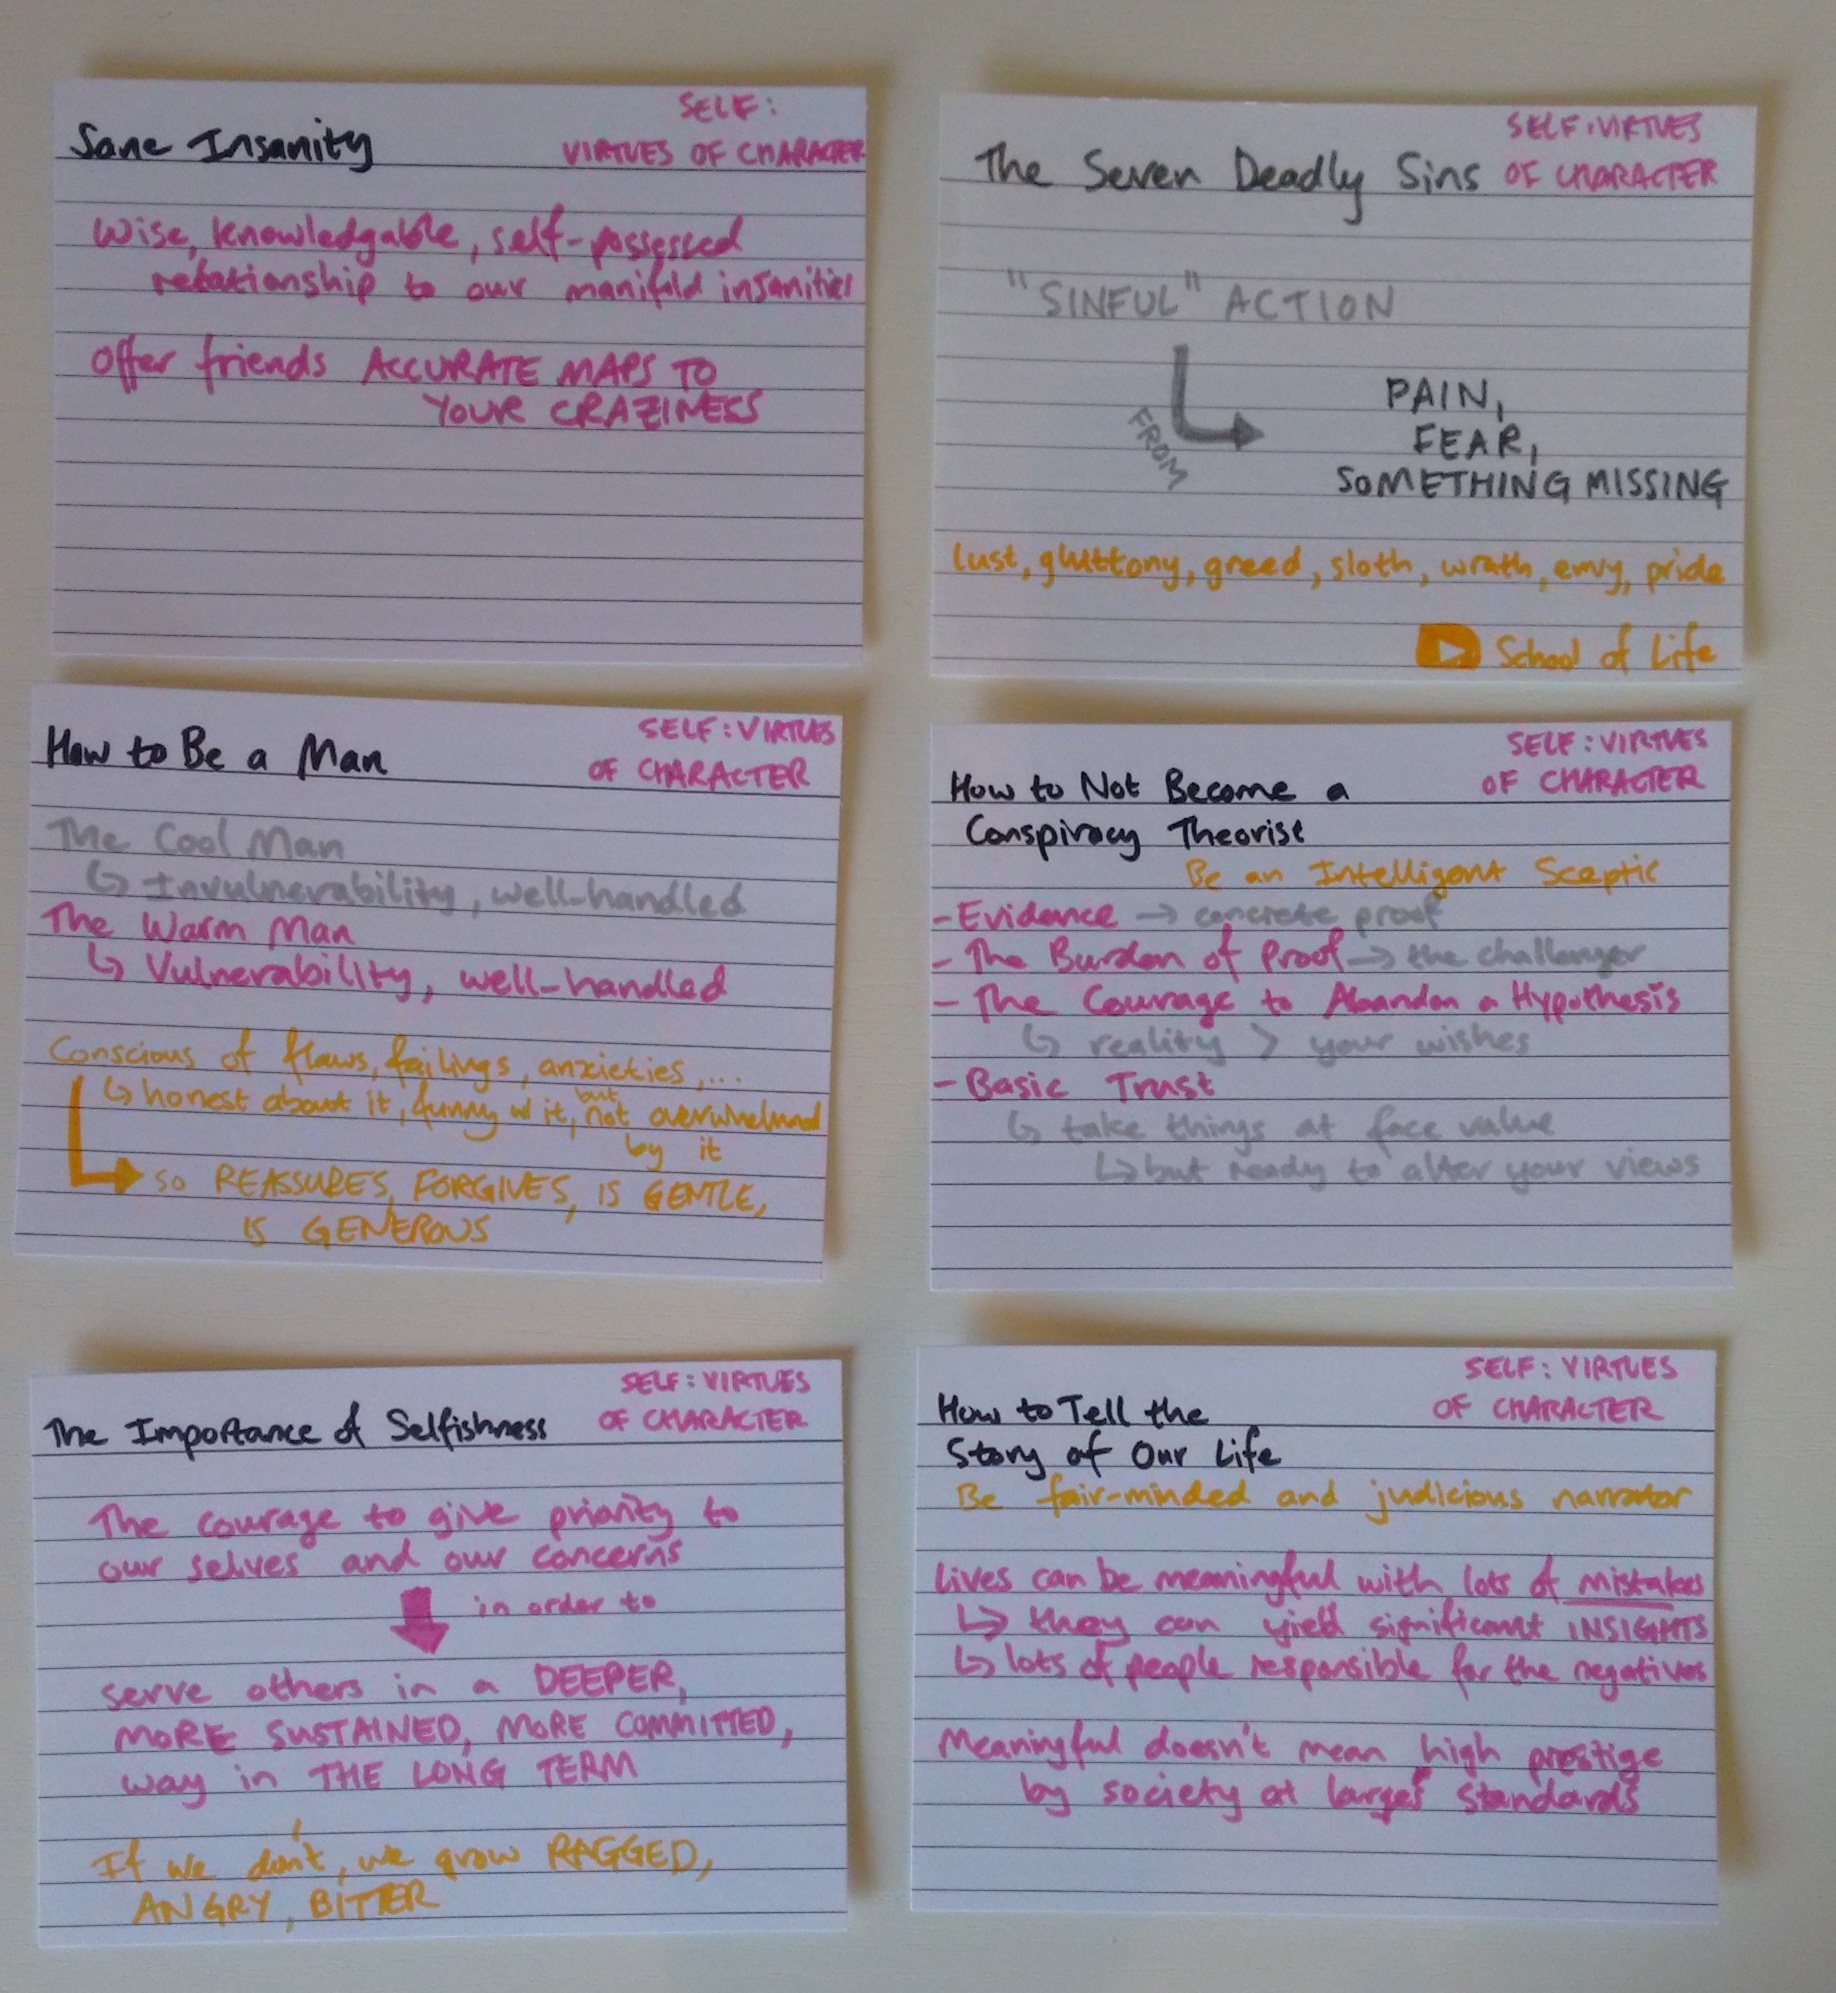 Sane Insanity
SELF:
VIRTUES OF CHARACTER
Wise, knowledgable, self-possessed
relationship to our manifold insanities
Offer friends ACCURATE MAPS TO
YOUR CRAZINESS
The Seven Deadly Sins
SELF: VIRTUES
OF CHARACTER
"SINFUL" ACTION
FROM
PAIN,
FEAR,
SOMETHING MISSING
lust, gluttony, greed, sloth, wrath, envy, pride
School of Life
How to Be a Man
SELF: VIRTUES
OF CHARACTER
The Cool Man
↳ Invulnerability, well-handled
The Warm Man
↳ Vulnerability, well-handled
Conscious of flaws, failings, anxieties, ...
↳ honest about it, funny w/ it, but not overwhelmed
by it
so REASSURES, FORGIVES, IS GENTLE,
IS GENEROUS
How to Not Become a
Conspiracy Theorist
SELF: VIRTUES
OF CHARACTER
Be an Intelligent Sceptic
- Evidence → concrete proof
- The Burden of Proof → the challenger
- The Courage to Abandon a Hypothesis
↳ reality > your wishes
- Basic Trust
↳ take things at face value
↳ but ready to alter your views
The Importance of Selfishness
SELF: VIRTUES
OF CHARACTER
The courage to give priority to
our selves and our concerns
in order to
serve others in a DEEPER,
MORE SUSTAINED, MORE COMMITTED,
way in THE LONG TERM
If we don't, we grow RAGGED,
ANGRY, BITTER
How to Tell the
Story of Our Life
SELF: VIRTUES
OF CHARACTER
Be fair-minded and judicious narrator
Lives can be meaningful with lots of mistakes
↳ they can yield significant INSIGHTS
↳ lots of people responsible for the negatives
Meaningful doesn't mean high prestige
by society at large's standards